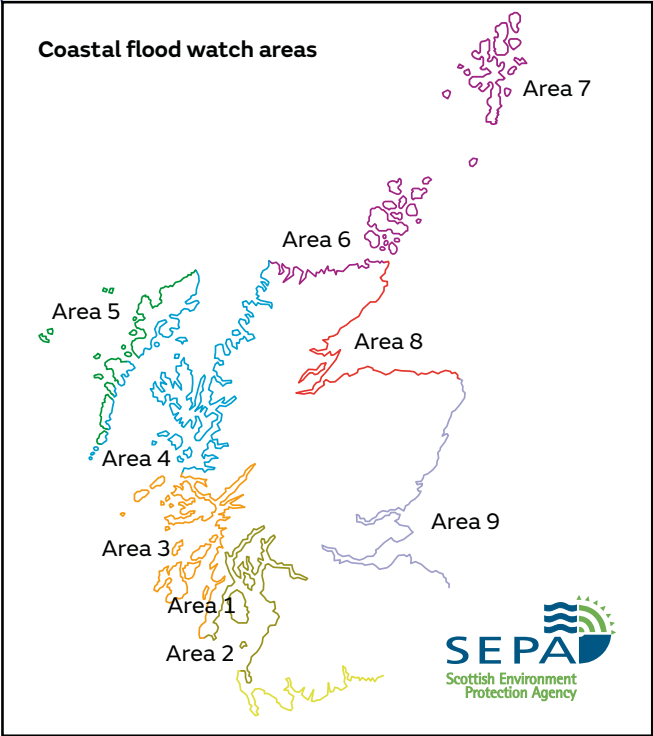 Coastal flood watch areas
Area 7
Area 6
Area 5
Area 8
Area 4
Area 9
Area 3
Area 1
Area 2
SEPA
Scottish Environment
Protection Agency